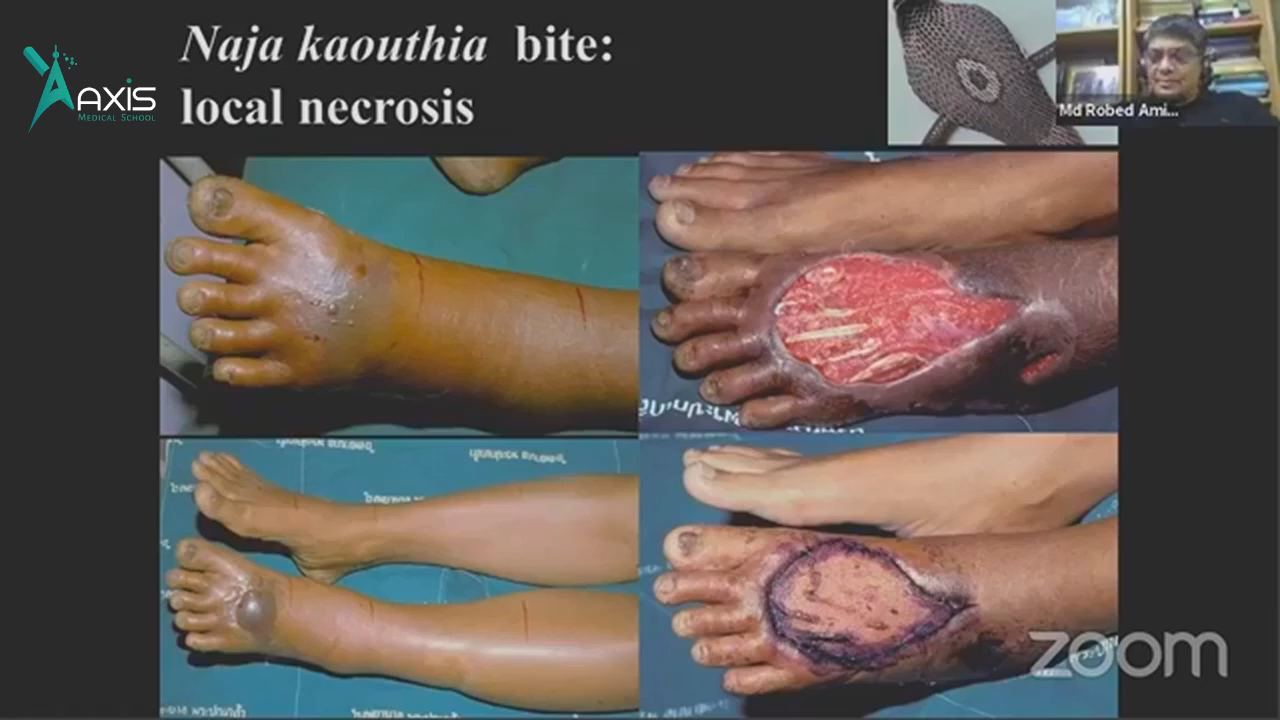 Naja kaouthia bite:
local necrosis
AXIS
MEDICAL SCHOOL
Md Robed Ami...
zoom